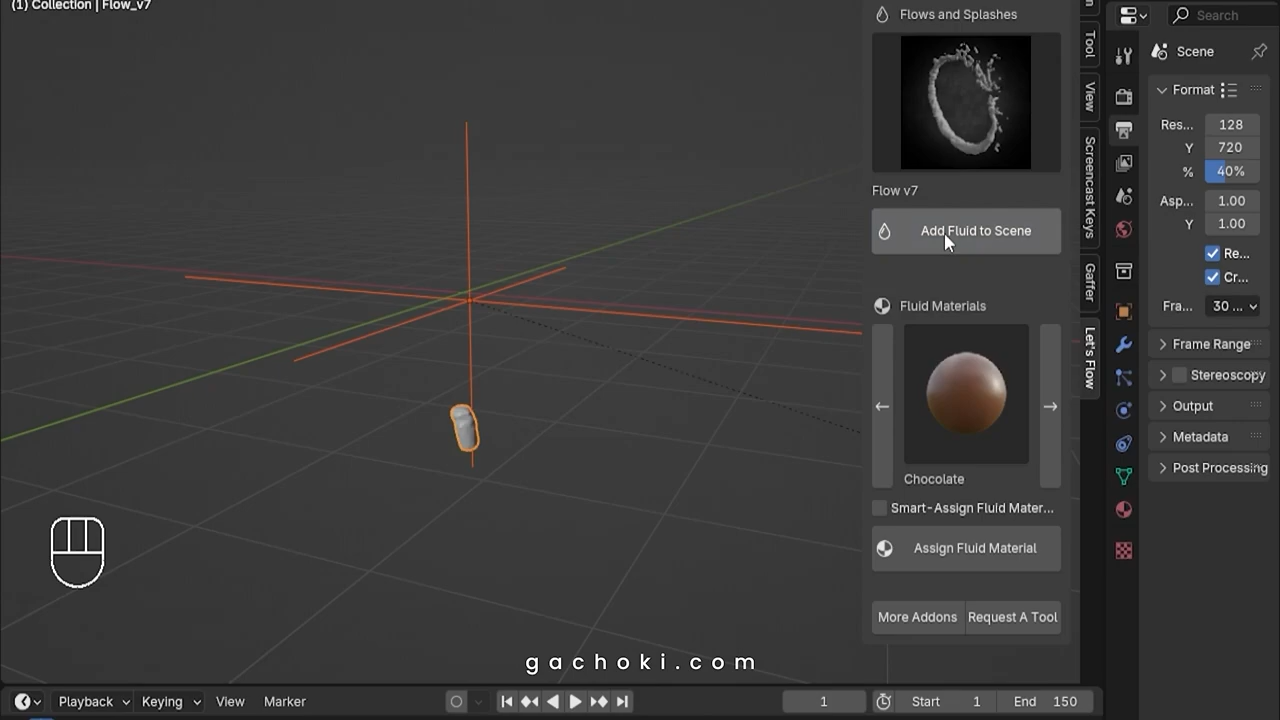 (1) Collection | Flow_v7
Flows and Splashes
Flow v7
Add Fluid to Scene
Fluid Materials
Chocolate
Smart-Assign Fluid Mater...
Assign Fluid Material
More Addons
Request A Tool
Tool
View
Screencast Keys
Gaffer
Let's Flow
Search
Scene
Format
Res... 128
Y 720
% 40%
Asp... 1.00
Y 1.00
Re...
Cr...
Fra... 30 ...
Frame Range
Stereoscopy
Output
Metadata
Post Processing
gachoki.com
Playback
Keying
View
Marker
1
Start 1
End 150